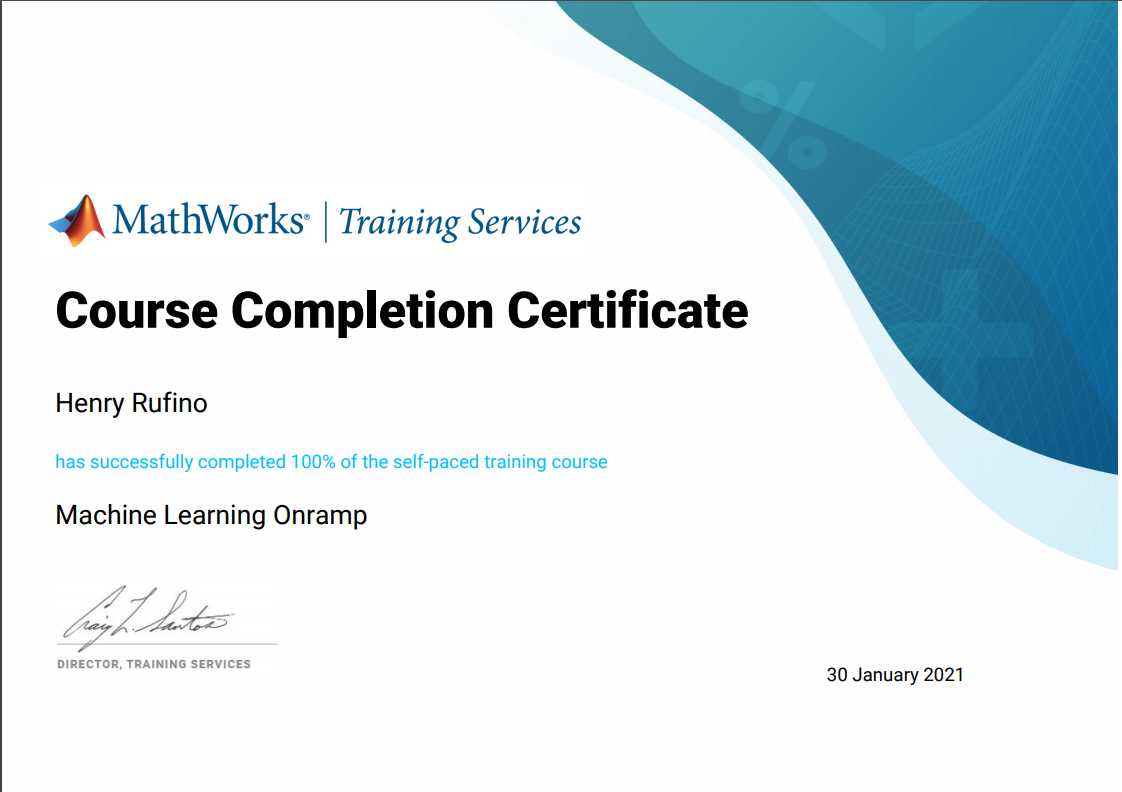 MathWorks® | Training Services
Course Completion Certificate
Henry Rufino
has successfully completed 100% of the self-paced training course
Machine Learning Onramp
Craig L. Santos
DIRECTOR, TRAINING SERVICES
30 January 2021